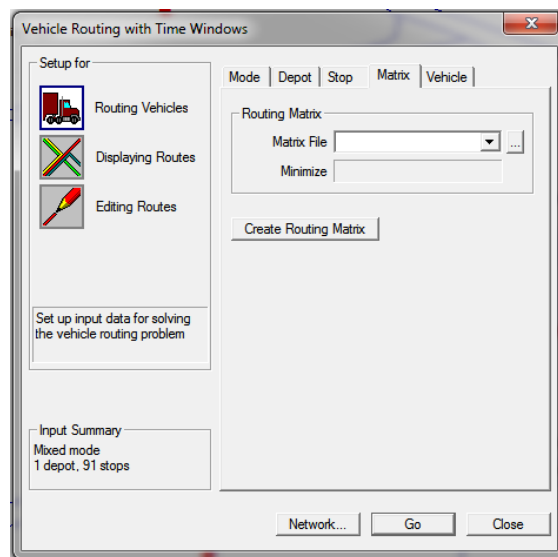 Vehicle Routing with Time Windows
Setup for
Routing Vehicles
Displaying Routes
Editing Routes
Set up input data for solving
the vehicle routing problem
Input Summary
Mixed mode
1 depot, 91 stops
Mode
Depot
Stop
Matrix
Vehicle
Routing Matrix
Matrix File
...
Minimize
Create Routing Matrix
Network...
Go
Close